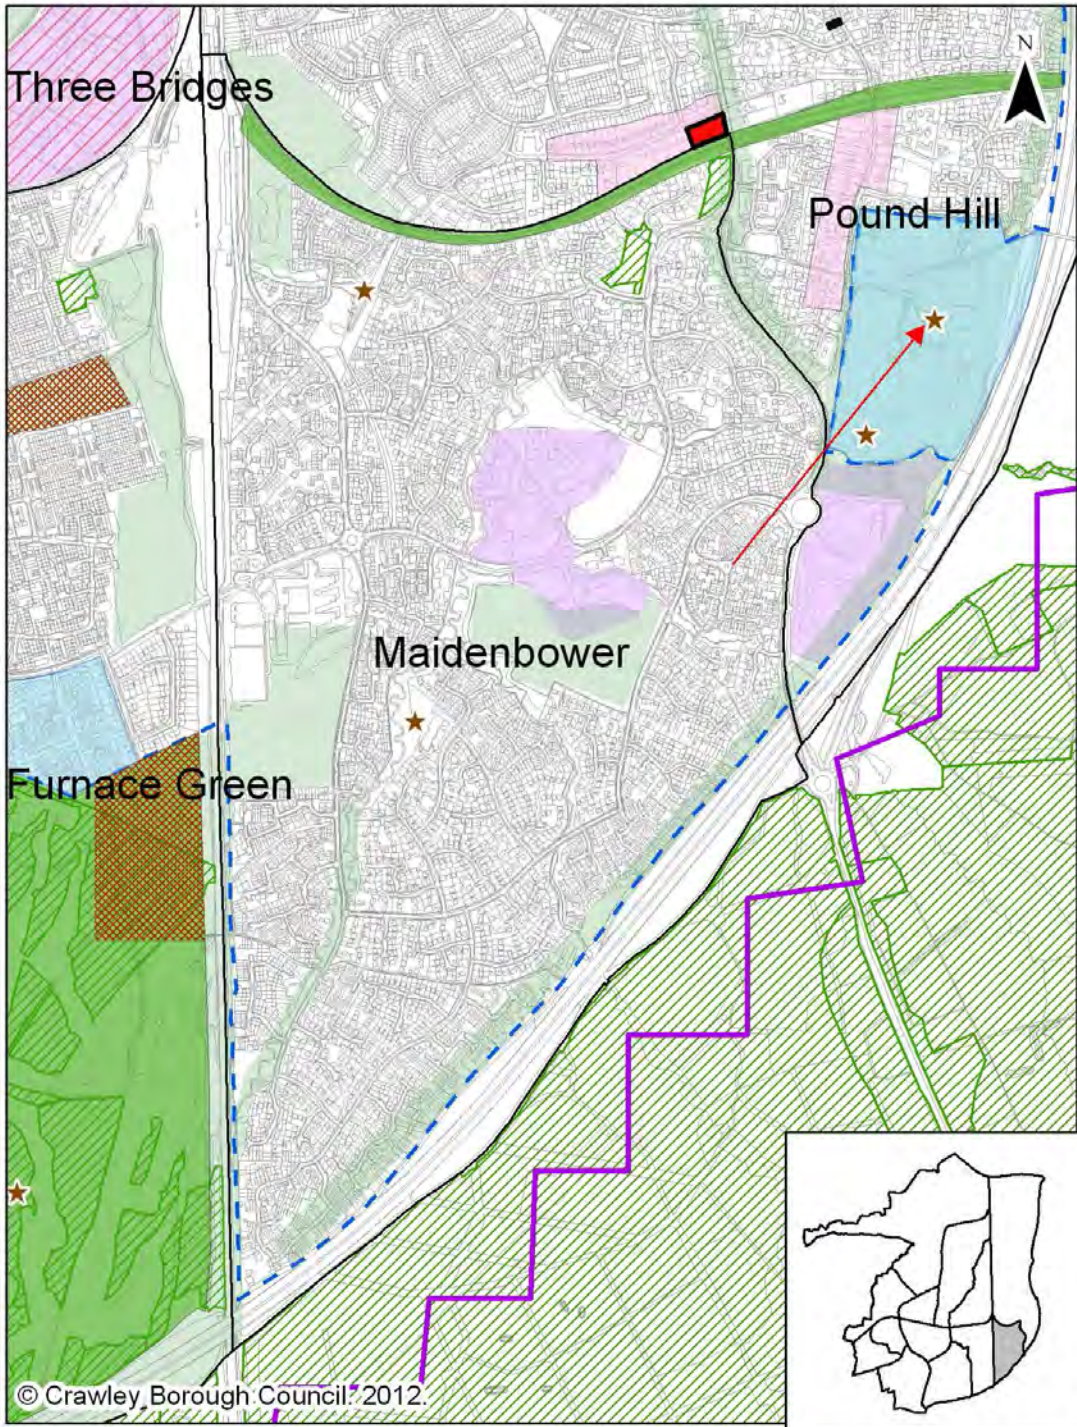 Three Bridges
N
Pound Hill
Maidenbower
Furnace Green
© Crawley Borough Council. 2012.